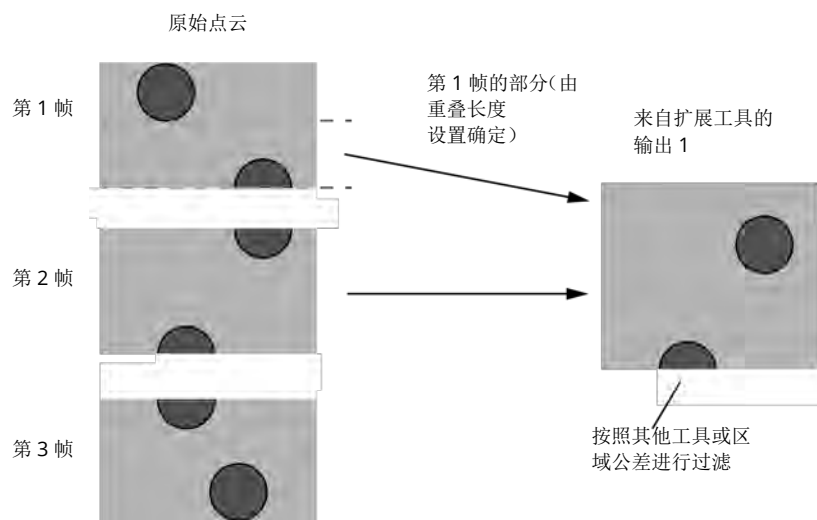 原始点云
第 1 帧
第 1 帧的部分（由
重叠长度
设置确定）
来自扩展工具的
输出 1
第 2 帧
第 3 帧
按照其他工具或区
域公差进行过滤